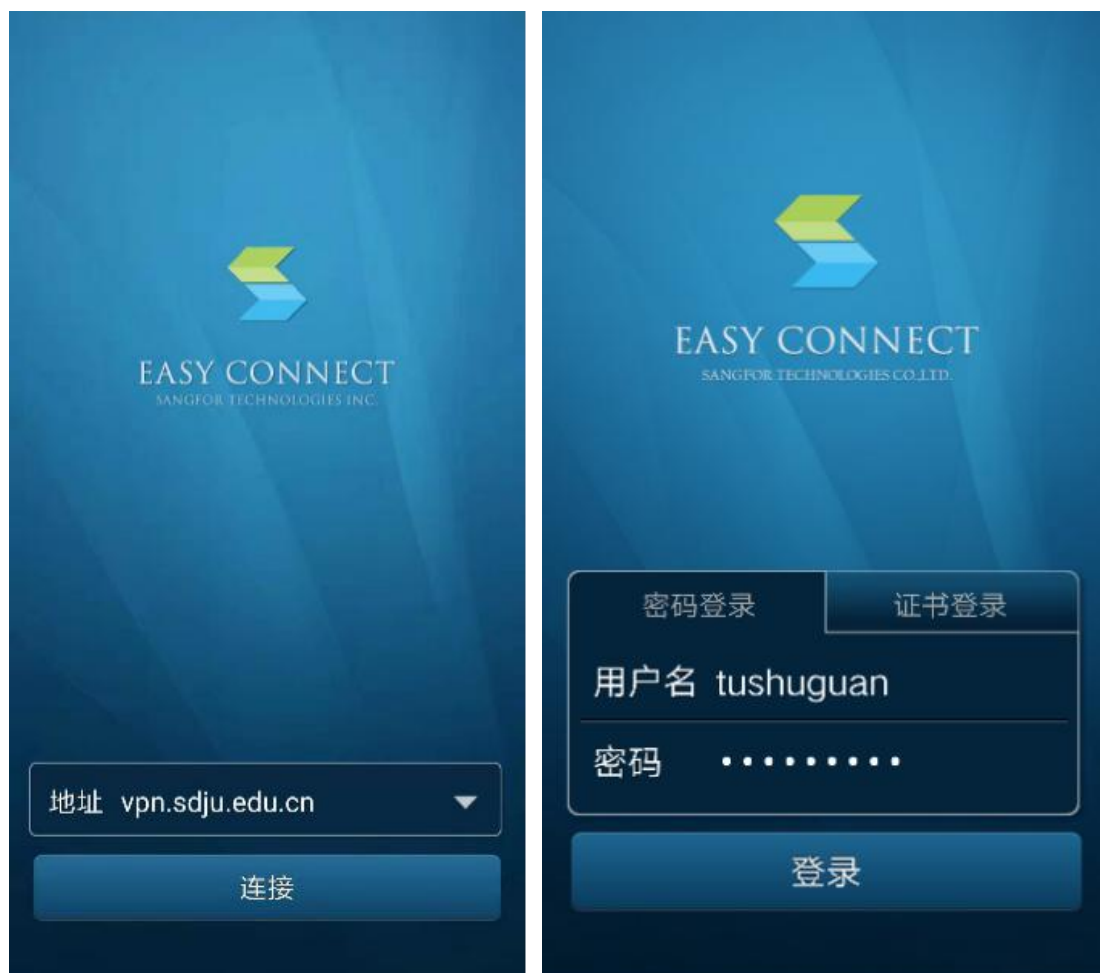 EASY CONNECT
SANGFOR TECHNOLOGIES INC.
地址 vpn.sdju.edu.cn
连接
EASY CONNECT
SANGFOR TECHNOLOGIES CO.,LTD.
密码登录 证书登录
用户名 tushuguan
密码 •••••••••
登录